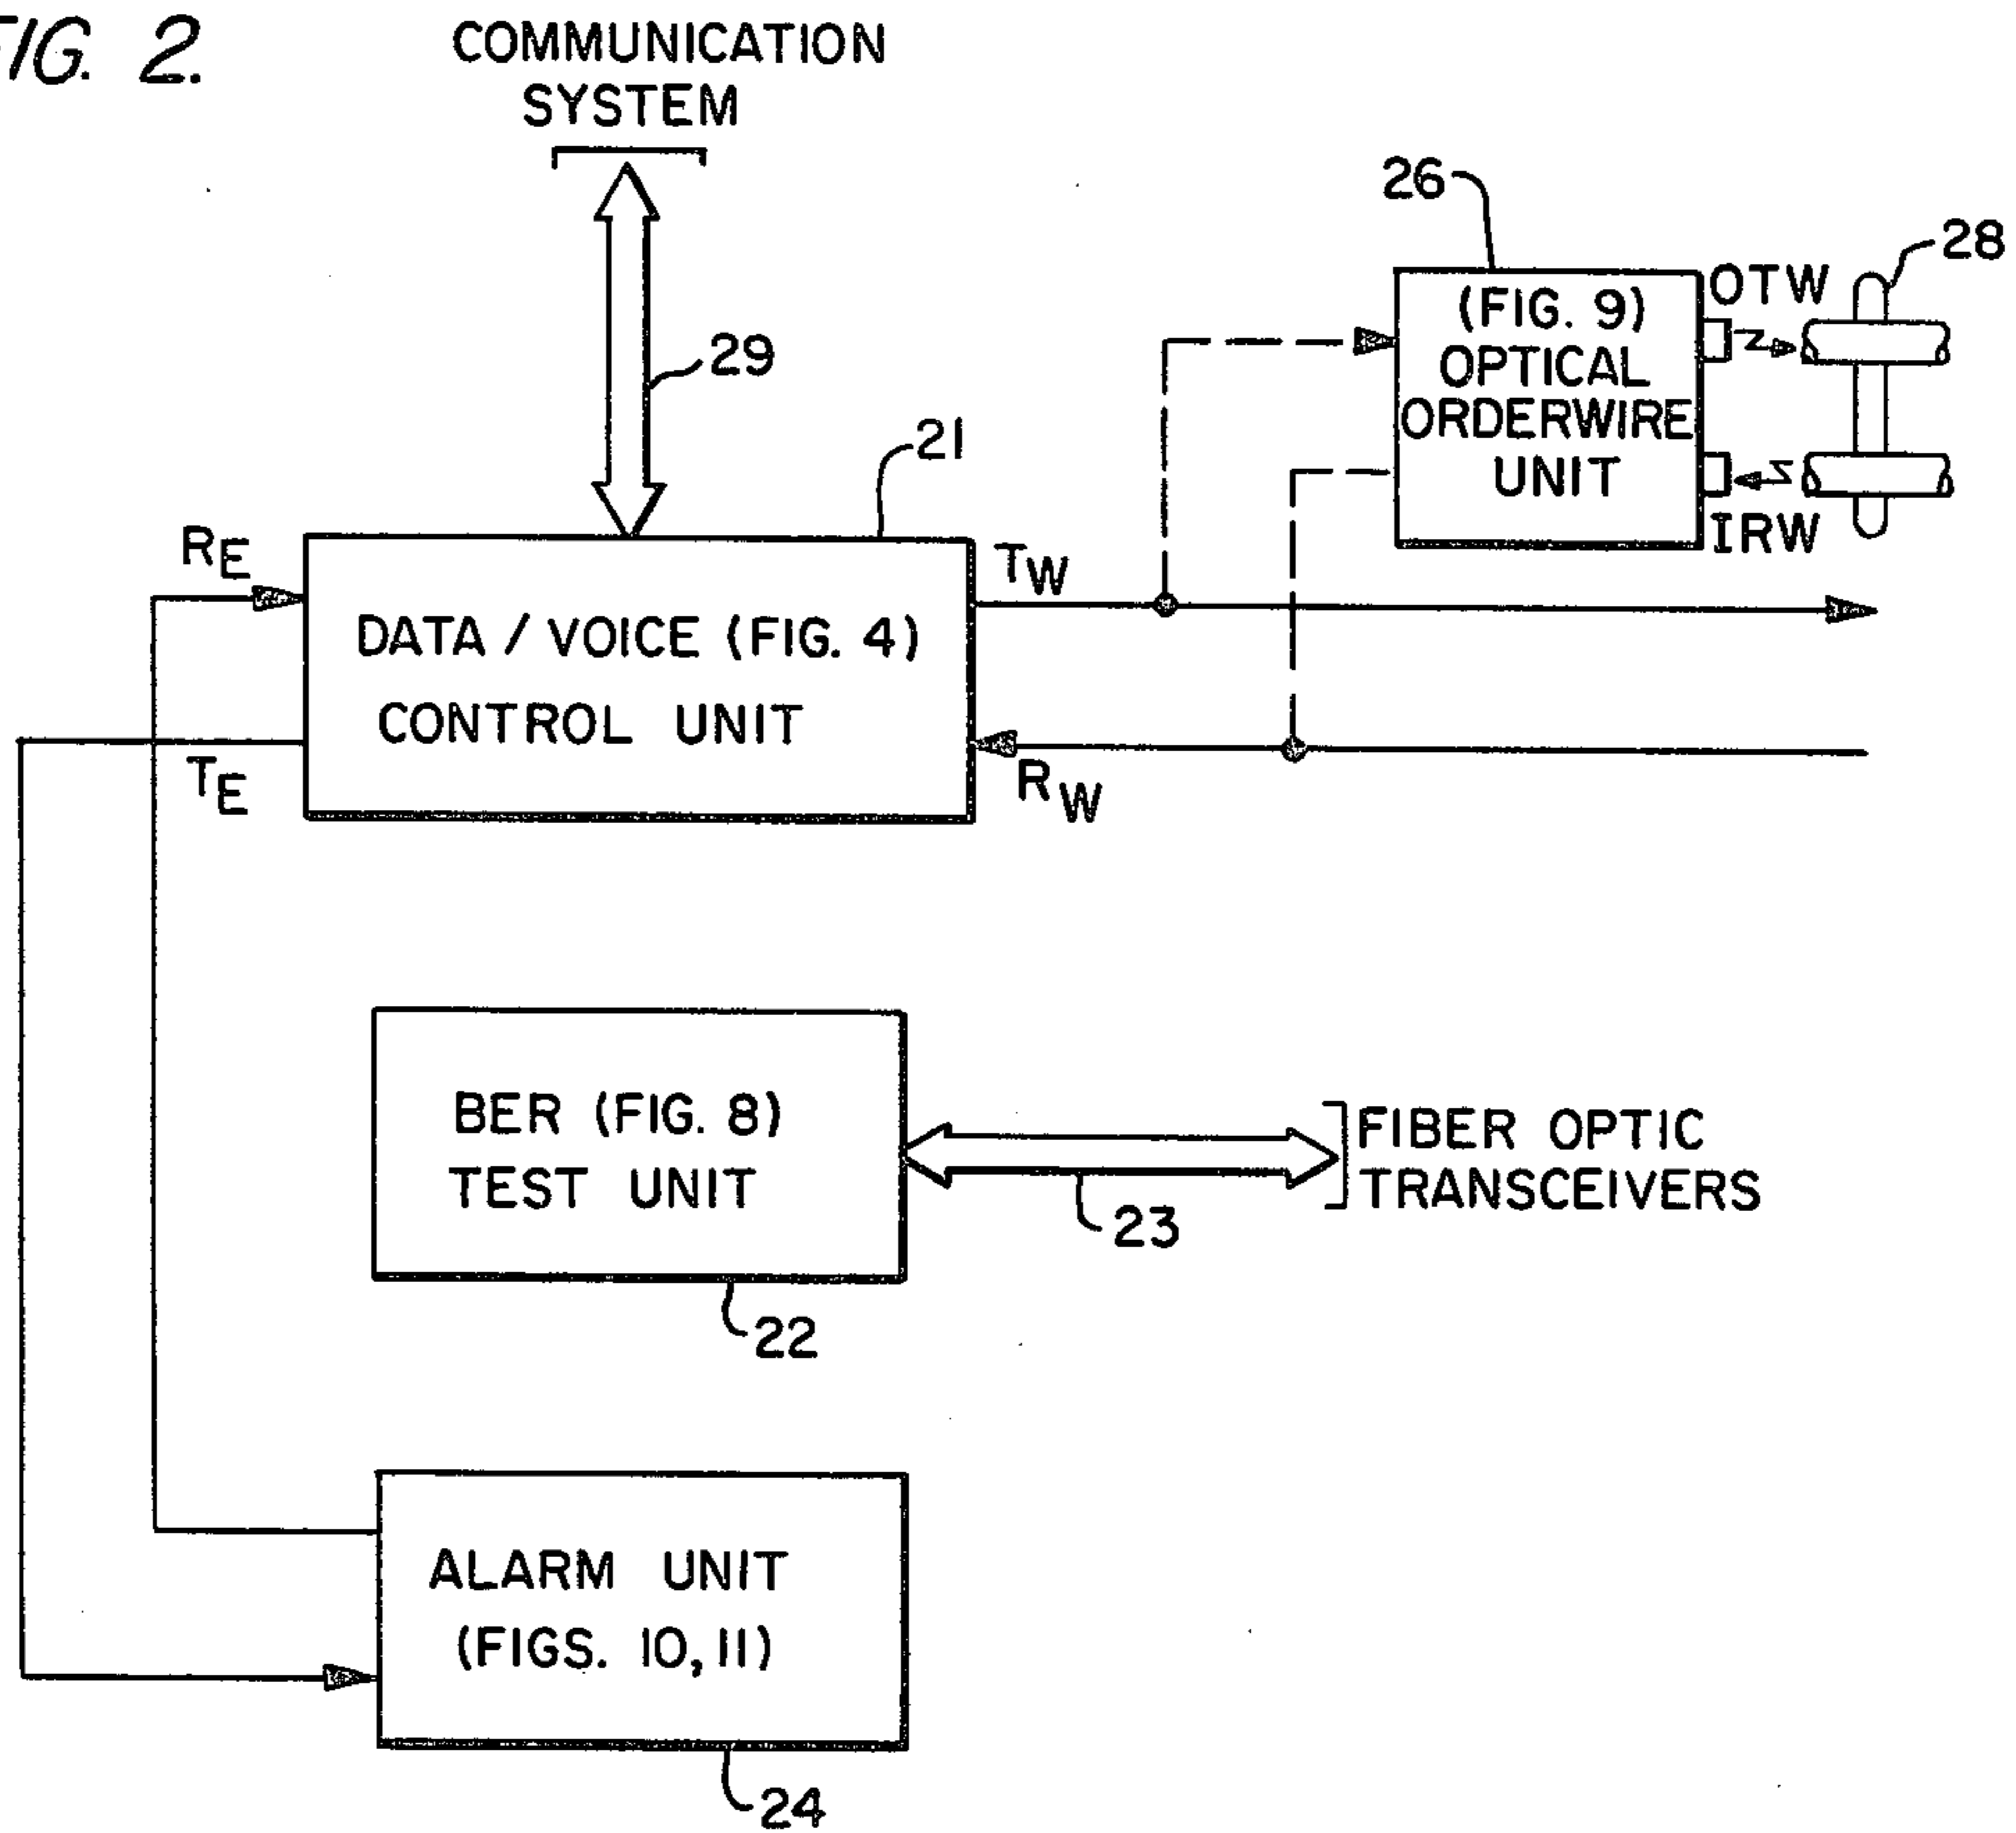 FIG. 2.
COMMUNICATION
SYSTEM
26
28
OTW
(FIG. 9)
OPTICAL
ORDERWIRE
UNIT
IRW
29
21
RE
TW
DATA / VOICE (FIG. 4)
CONTROL UNIT
TE
RW
BER (FIG. 8)
TEST UNIT
FIBER OPTIC
TRANSCEIVERS
23
22
ALARM UNIT
(FIGS. 10, 11)
24